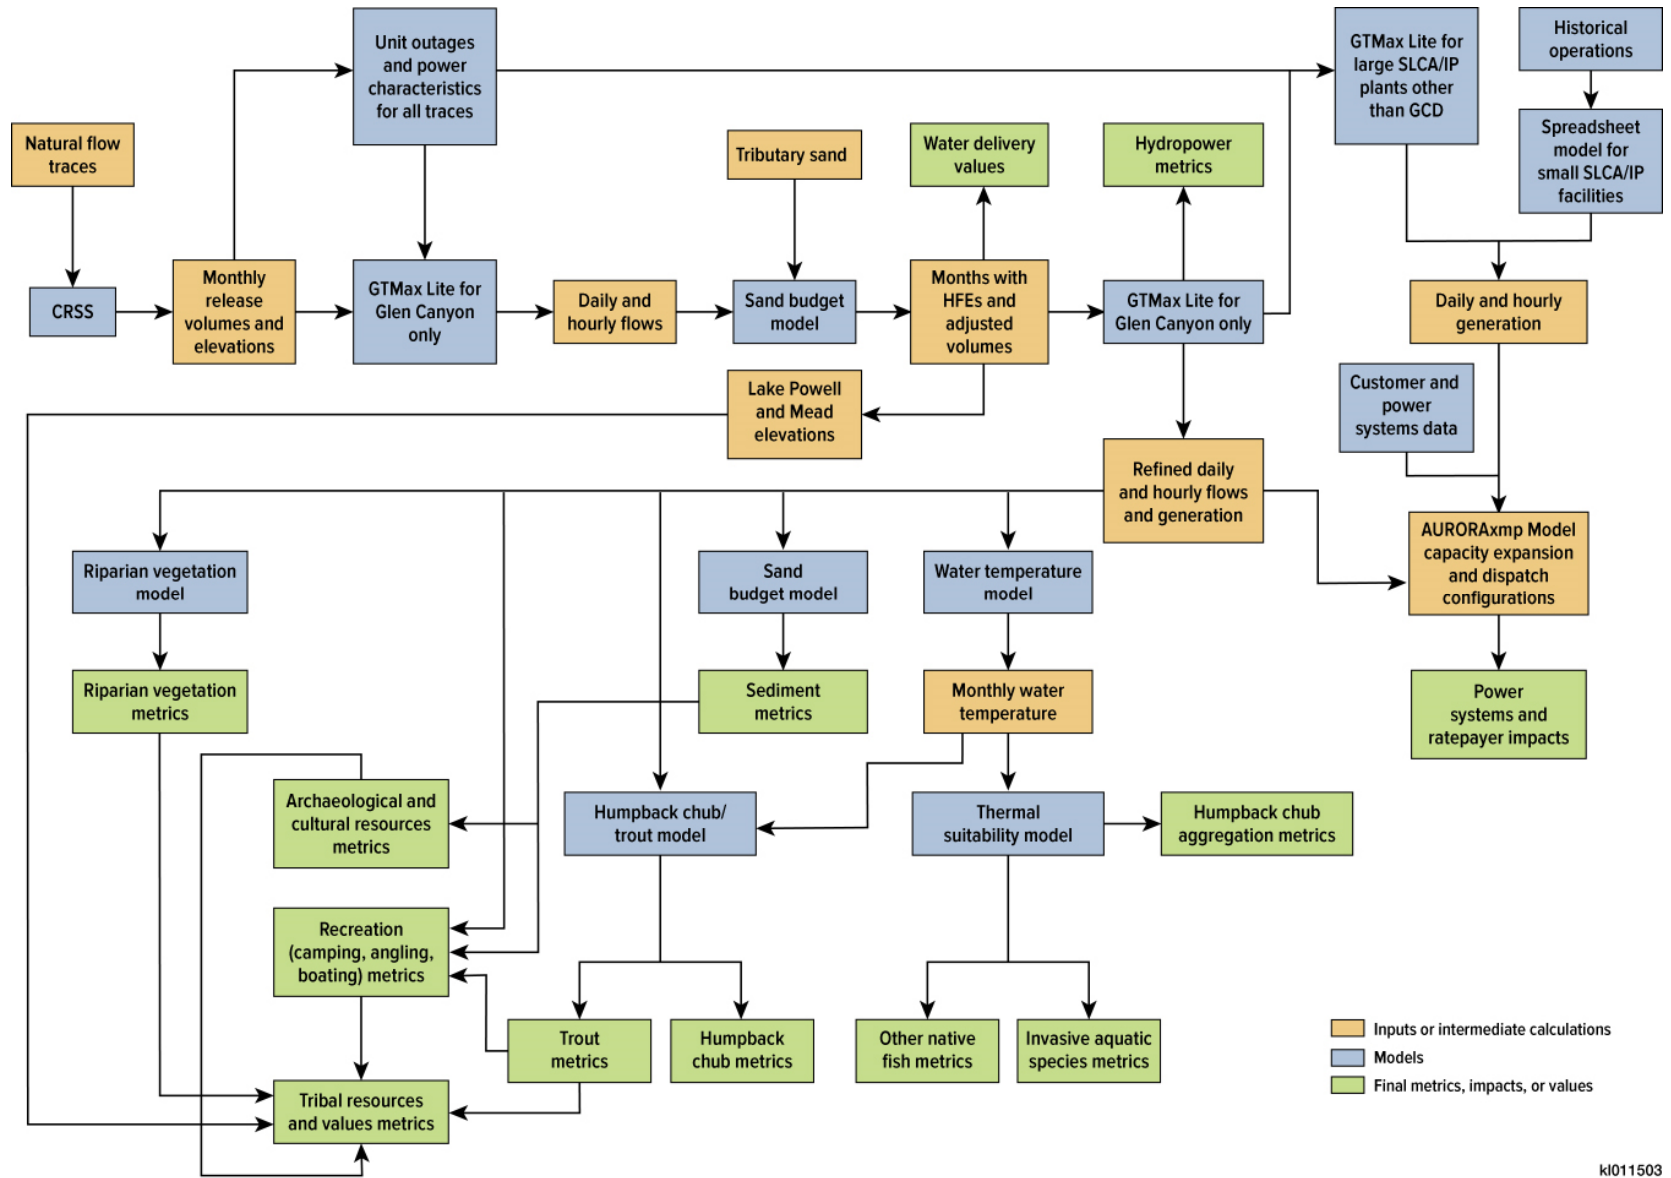 Unit outages
and power
characteristics
for all traces
GTMax Lite for
large SLCA/IP
plants other
than GCD
Historical
operations
Natural flow
traces
Tributary sand
Water delivery
values
Hydropower
metrics
Spreadsheet
model for
small SLCA/IP
facilities
CRSS
Monthly
release
volumes and
elevations
GTMax Lite for
Glen Canyon
only
Daily and
hourly flows
Sand budget
model
Months with
HFEs and
adjusted
volumes
GTMax Lite for
Glen Canyon only
Daily and hourly
generation
Lake Powell
and Mead
elevations
Customer and
power
systems data
Refined daily
and hourly flows
and generation
AURORAxmp Model
capacity expansion
and dispatch
configurations
Riparian vegetation
model
Sand
budget model
Water temperature
model
Riparian vegetation
metrics
Sediment
metrics
Monthly water
temperature
Power
systems and
ratepayer impacts
Archaeological and
cultural resources
metrics
Humpback chub/
trout model
Thermal
suitability model
Humpback chub
aggregation metrics
Recreation
(camping, angling,
boating) metrics
Trout
metrics
Humpback
chub metrics
Other native
fish metrics
Invasive aquatic
species metrics
Tribal resources
and values metrics
Inputs or intermediate calculations
Models
Final metrics, impacts, or values
kl011503